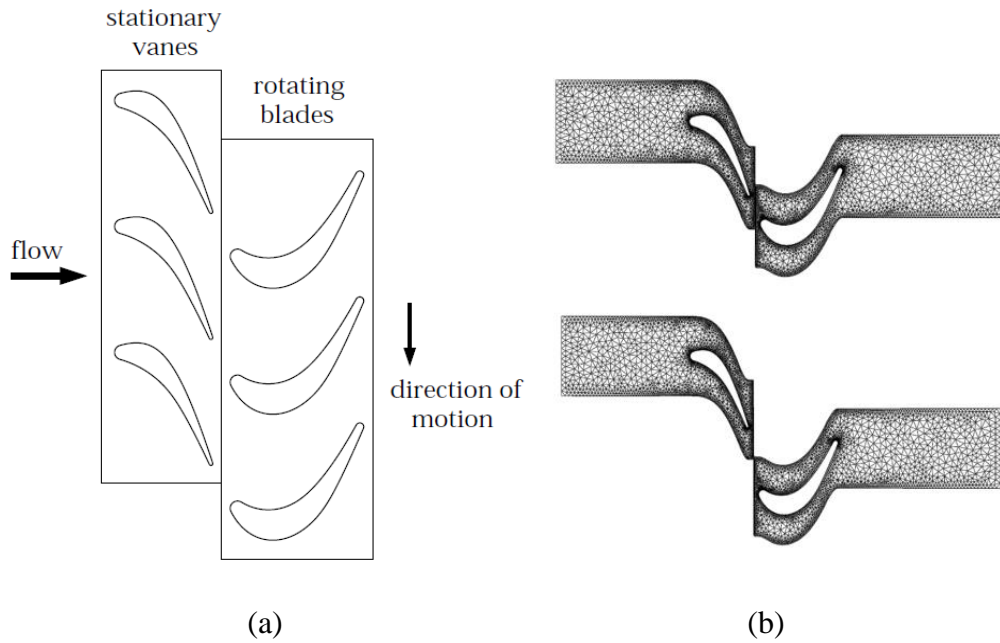 stationary
vanes
rotating
blades
flow
direction of
motion
(a)
(b)